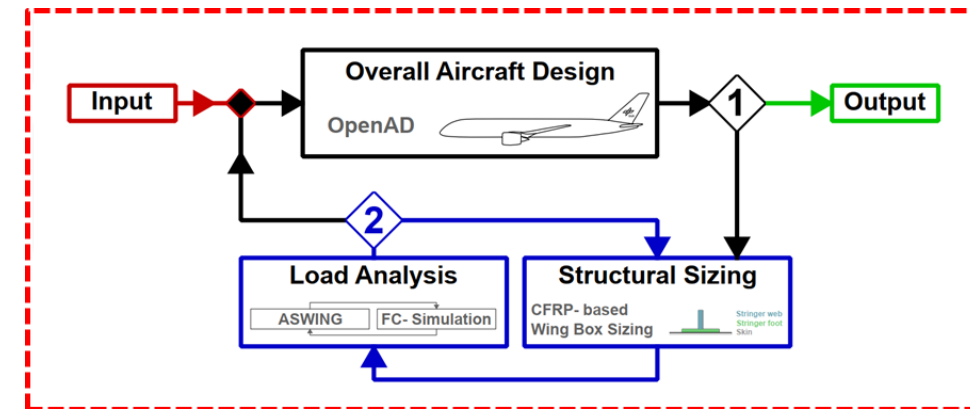 Overall Aircraft Design
Input
1
Output
OpenAD
2
Load Analysis
Structural Sizing
ASWING
FC- Simulation
CFRP- based
Wing Box Sizing
Stringer web
Stringer foot
Skin